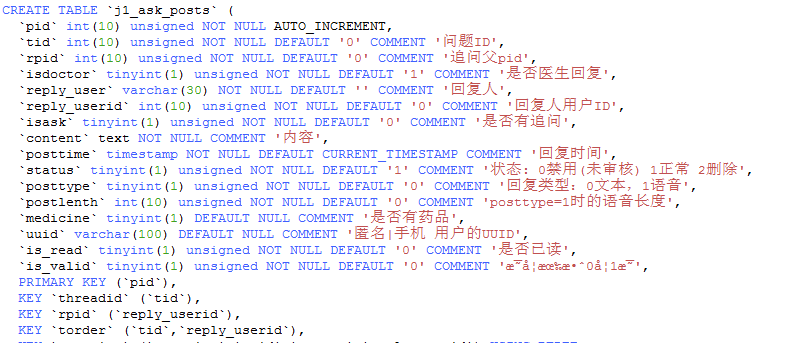 CREATE TABLE `j1_ask_posts` (
`pid` int(10) unsigned NOT NULL AUTO_INCREMENT,
`tid` int(10) unsigned NOT NULL DEFAULT '0' COMMENT '问题ID',
`rpid` int(10) unsigned NOT NULL DEFAULT '0' COMMENT '追问父pid',
`isdoctor` tinyint(1) unsigned NOT NULL DEFAULT '1' COMMENT '是否医生回复',
`reply_user` varchar(30) NOT NULL DEFAULT '' COMMENT '回复人',
`reply_userid` int(10) unsigned NOT NULL DEFAULT '0' COMMENT '回复人用户ID',
`isask` tinyint(1) unsigned NOT NULL DEFAULT '0' COMMENT '是否有追问',
`content` text NOT NULL COMMENT '内容',
`posttime` timestamp NOT NULL DEFAULT CURRENT_TIMESTAMP COMMENT '回复时间',
`status` tinyint(1) unsigned NOT NULL DEFAULT '1' COMMENT '状态：0禁用(未审核) 1正常 2删除',
`posttype` tinyint(1) unsigned NOT NULL DEFAULT '0' COMMENT '回复类型：0文本，1语音',
`postlenth` int(10) unsigned NOT NULL DEFAULT '0' COMMENT 'posttype=1时的语音长度',
`medicine` tinyint(1) DEFAULT NULL COMMENT '是否有药品',
`uuid` varchar(100) DEFAULT NULL COMMENT '匿名|手机 用户的UUID',
`is_read` tinyint(1) unsigned NOT NULL DEFAULT '0' COMMENT '是否已读',
`is_valid` tinyint(1) unsigned NOT NULL DEFAULT '0' COMMENT
PRIMARY KEY (`pid`),
KEY `threadid` (`tid`),
KEY `rpid` (`reply_userid`),
KEY `torder` (`tid`,`reply_userid`),